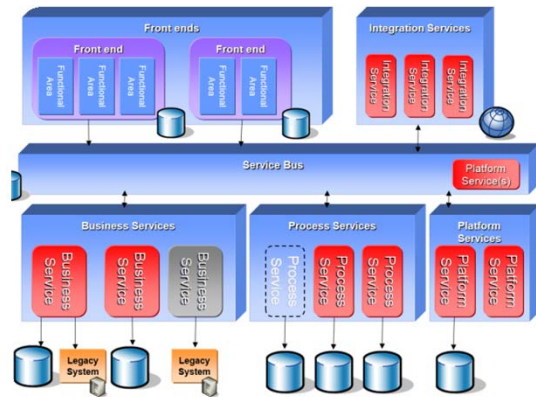 Front ends
Integration Services
Front end
Front end
Functional
Area
Functional
Area
Functional
Area
Functional
Area
Functional
Area
Integration
Service
Integration
Service
Integration
Service
Service Bus
Platform
Service(s)
Business Services
Process Services
Platform
Services
Business
Service
Business
Service
Business
Service
Process
Service
Process
Service
Process
Service
Platform
Service
Platform
Service
Legacy
System
Legacy
System